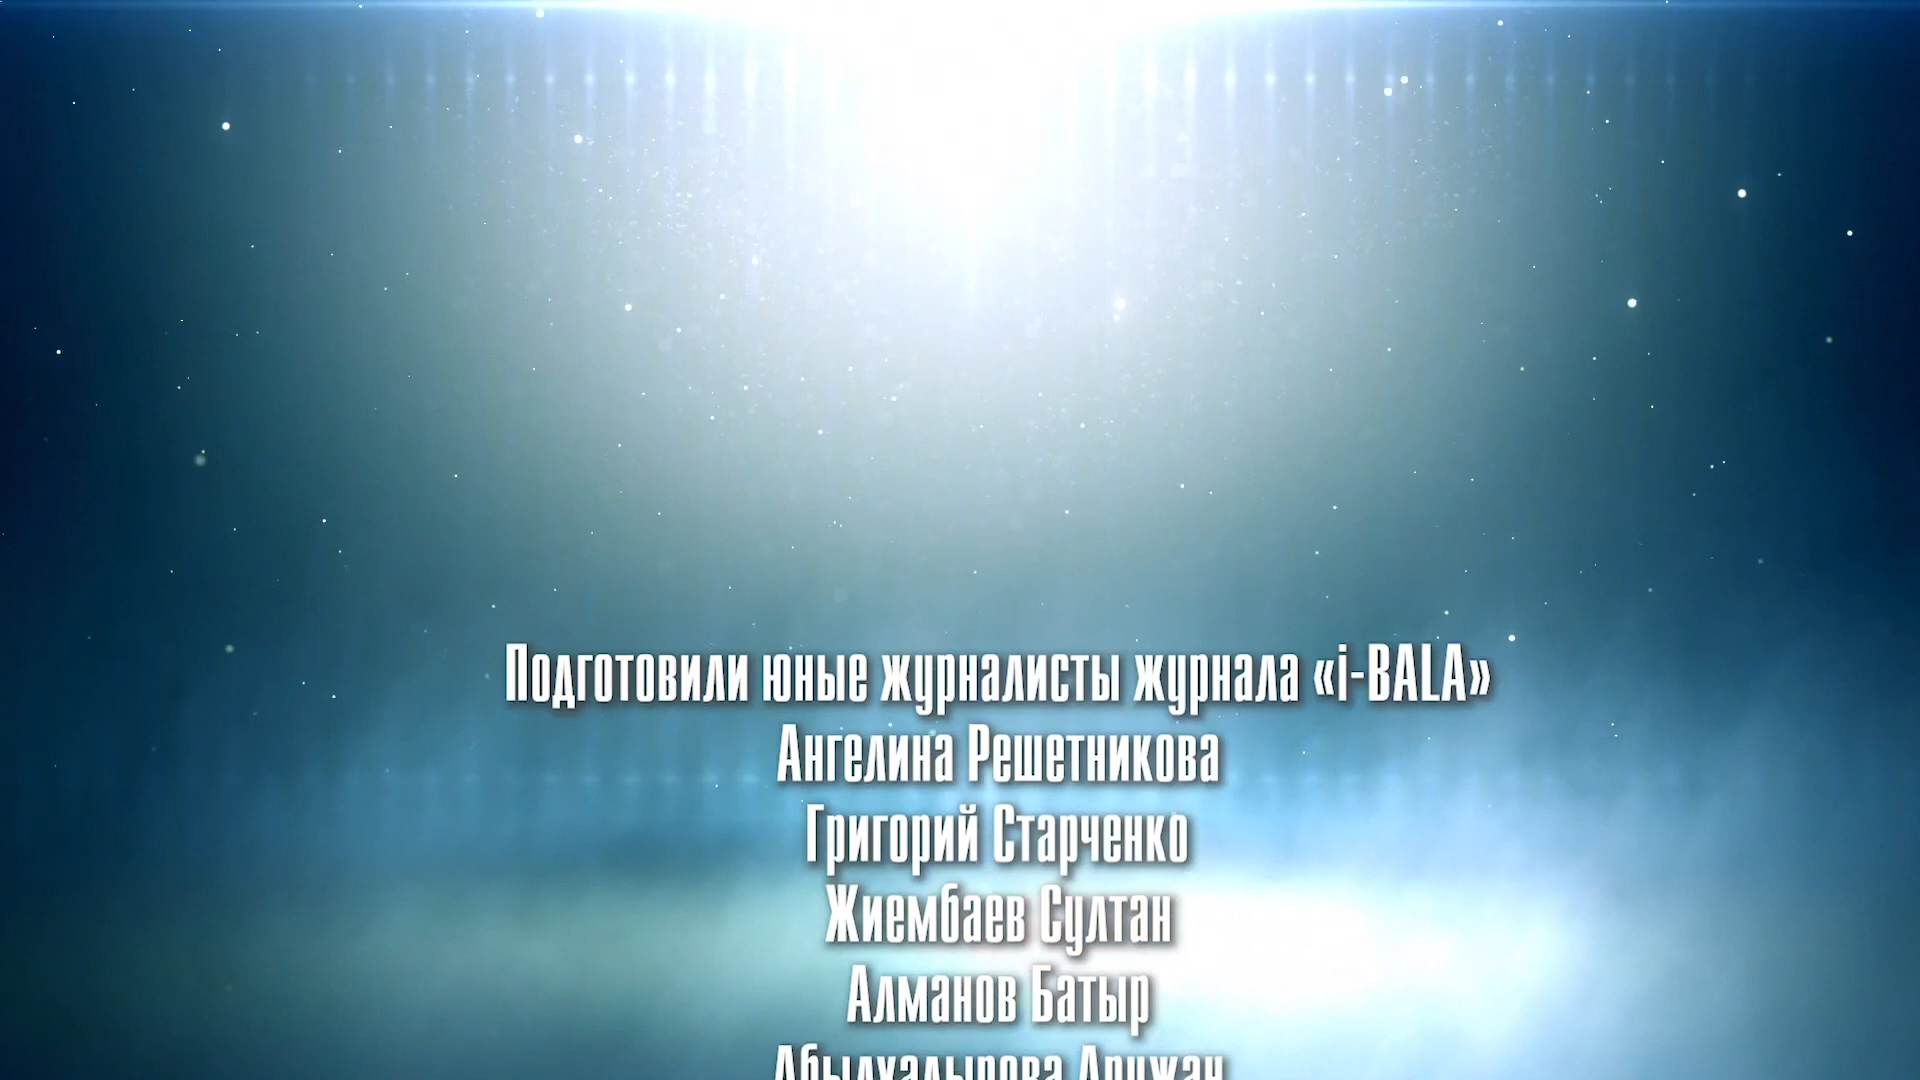 Подготовили юные журналисты журнала «i-BALA»
Ангелина Решетникова
Григорий Старченко
Жиембаев Султан
Алманов Батыр